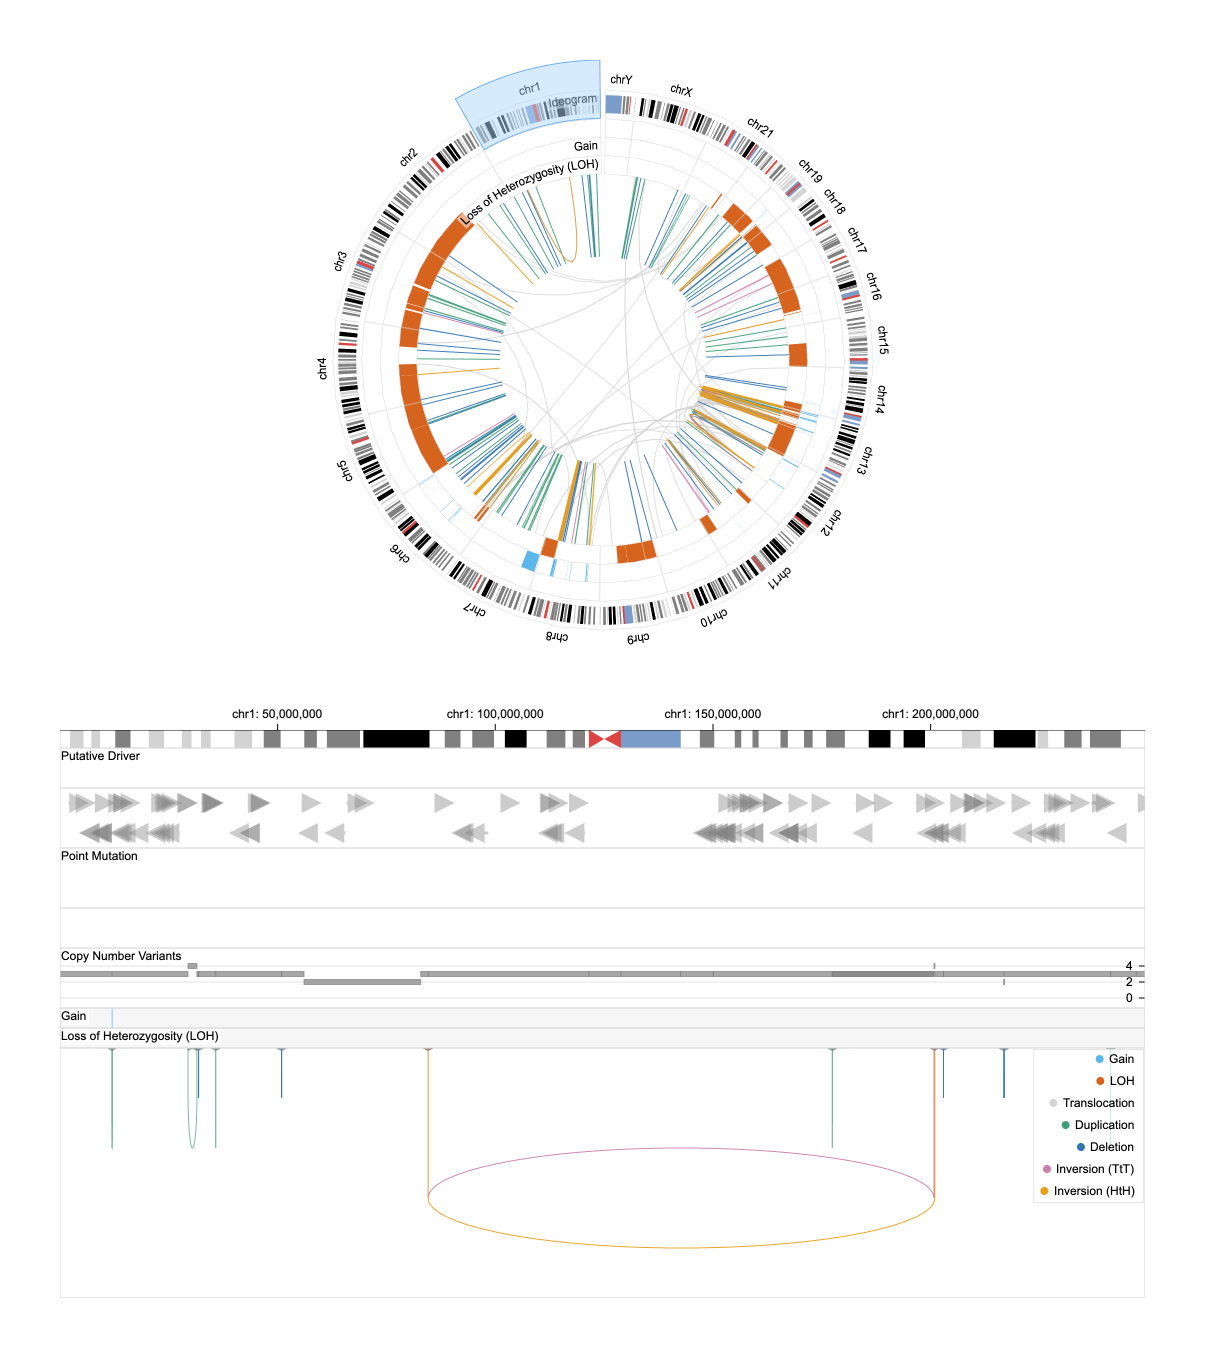 chrY
chrX
chr21
chr19
chr18
chr17
chr16
chr15
chr14
chr13
chr12
chr11
chr10
chr9
chr8
chr7
chr6
chr5
chr4
chr3
chr2
chr1
Ideogram
Gain
Loss of Heterozygosity (LOH)
chr1: 50,000,000
chr1: 100,000,000
chr1: 150,000,000
chr1: 200,000,000
Putative Driver
Point Mutation
Copy Number Variants
4
2
0
Gain
Loss of Heterozygosity (LOH)
Gain
LOH
Translocation
Duplication
Deletion
Inversion (TtT)
Inversion (HtH)